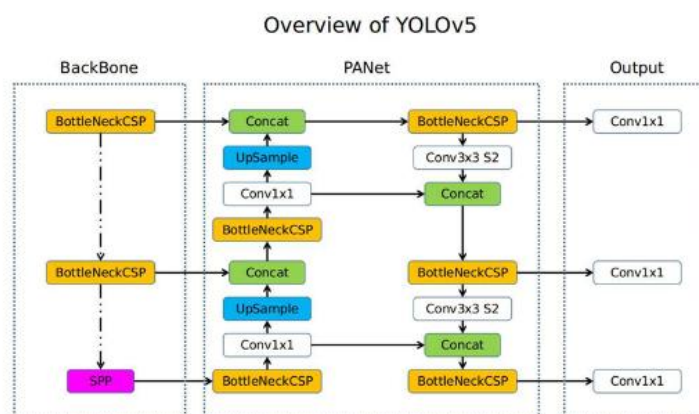 Overview of YOLOv5
BackBone
PANet
Output
BottleNeckCSP
BottleNeckCSP
SPP
Concat
UpSample
Conv1x1
BottleNeckCSP
Concat
UpSample
Conv1x1
BottleNeckCSP
BottleNeckCSP
Conv3x3 S2
Concat
BottleNeckCSP
Conv3x3 S2
Concat
BottleNeckCSP
Conv1x1
Conv1x1
Conv1x1